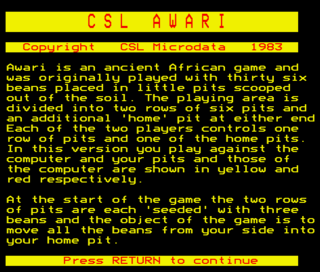 CSL AWARI
Copyright CSL Microdata 1983
Awari is an ancient African game and
was originally played with thirty six
beans placed in little pits scooped
out of the soil. The playing area is
divided into two rows of six pits and
an additional 'home' pit at either end
Each of the two players controls one
row of pits and one of the home pits.
In this version you play against the
computer and your pits and those of
the computer are shown in yellow and
red respectively.
At the start of the game the two rows
of pits are each 'seeded' with three
beans and the object of the game is to
move all the beans from your side into
your home pit.
Press RETURN to continue